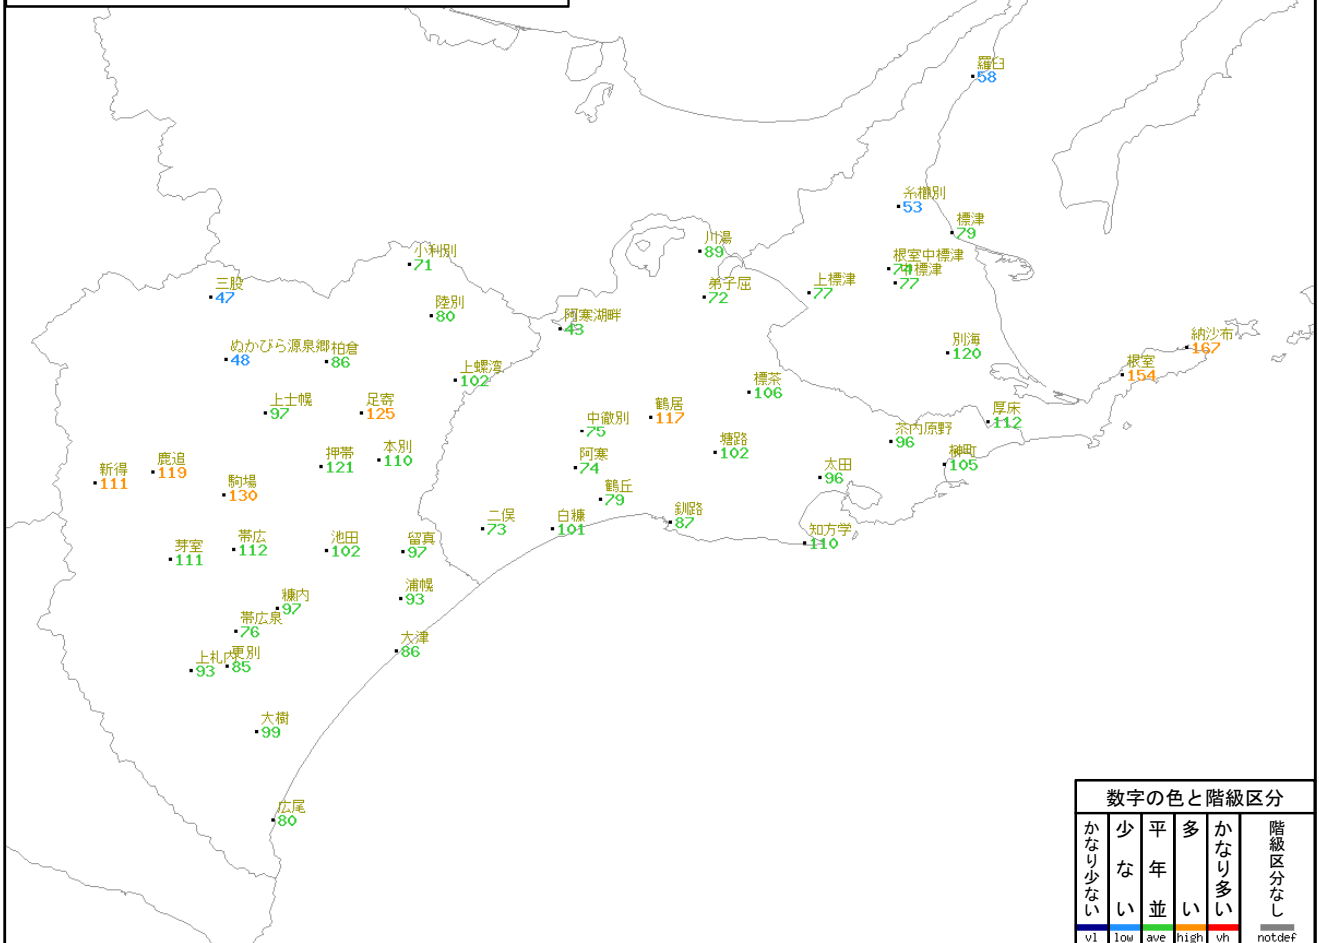 羅臼
58
糸櫛別
53
標津
79
川湯
89
根室中標津
74
中標津
77
小利別
71
上標津
77
弟子屈
72
三股
47
陸別
80
阿寒湖畔
43
納沙布
167
別海
120
ぬかびら源泉郷
48
柏倉
86
根室
154
上螺湾
102
標茶
106
上士幌
97
足寄
125
鶴居
117
厚床
112
中徹別
75
茶内原野
96
塘路
102
本別
110
押帯
121
榊町
105
鹿追
119
新得
111
阿寒
74
太田
96
駒場
130
鶴丘
79
釧路
87
二俣
73
白糠
101
知方学
110
帯広
112
池田
102
留真
97
芽室
111
浦幌
93
糠内
97
帯広泉
76
大津
86
上札内
93
更別
85
大樹
99
広尾
80
数字の色と階級区分
かなり少ない
少ない
平年並
多い
かなり多い
階級区分なし
vl
low
ave
high
vh
notdef